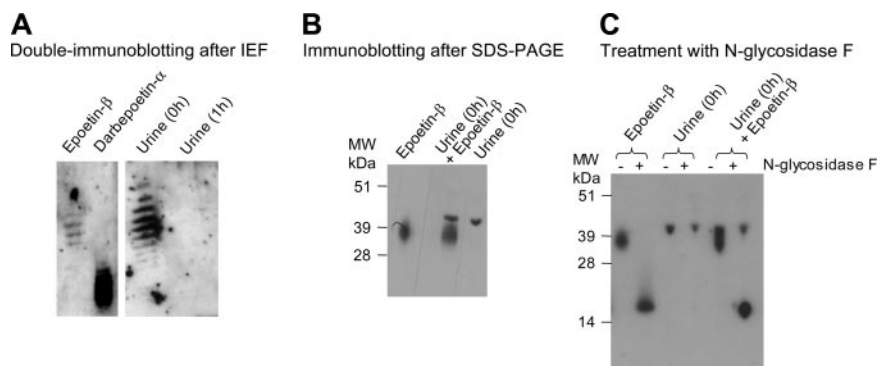 A
Double-immunoblotting after IEF
Epoetin-β
Darbepoetin-α
Urine (0h)
Urine (1h)
B
Immunoblotting after SDS-PAGE
Epoetin-β
Urine (0h)
+ Epoetin-β
Urine (0h)
MW
kDa
51
39
28
C
Treatment with N-glycosidase F
Epoetin-β
Urine (0h)
Urine (0h)
+ Epoetin-β
MW
kDa
- + - + - + N-glycosidase F
51
39
28
14